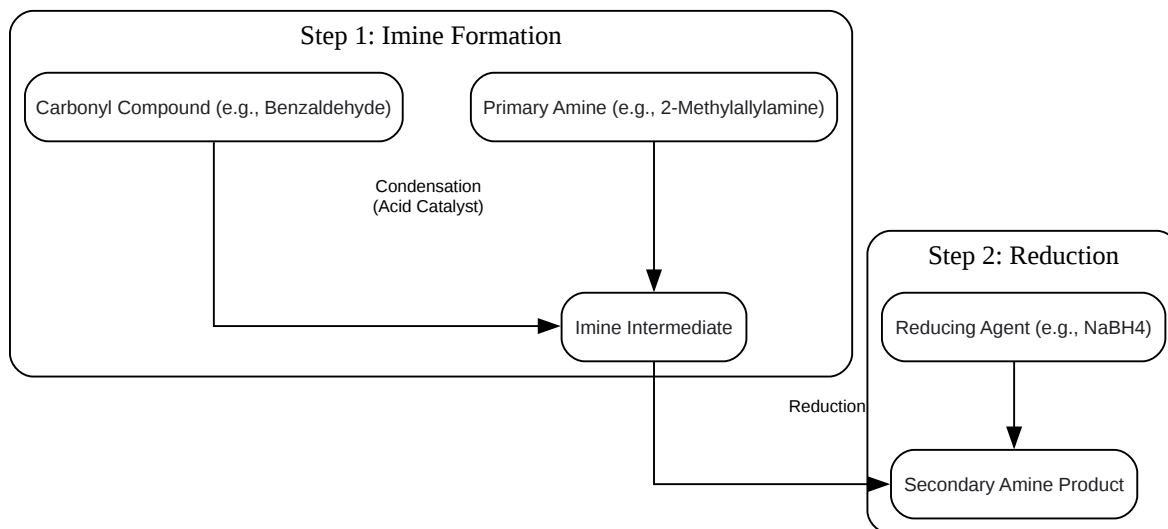 Step 1: Imine Formation
Carbonyl Compound (e.g., Benzaldehyde)
Primary Amine (e.g., 2-Methylallylamine)
Condensation
(Acid Catalyst)
Imine Intermediate
Reduction
Step 2: Reduction
Reducing Agent (e.g., NaBH4)
Secondary Amine Product